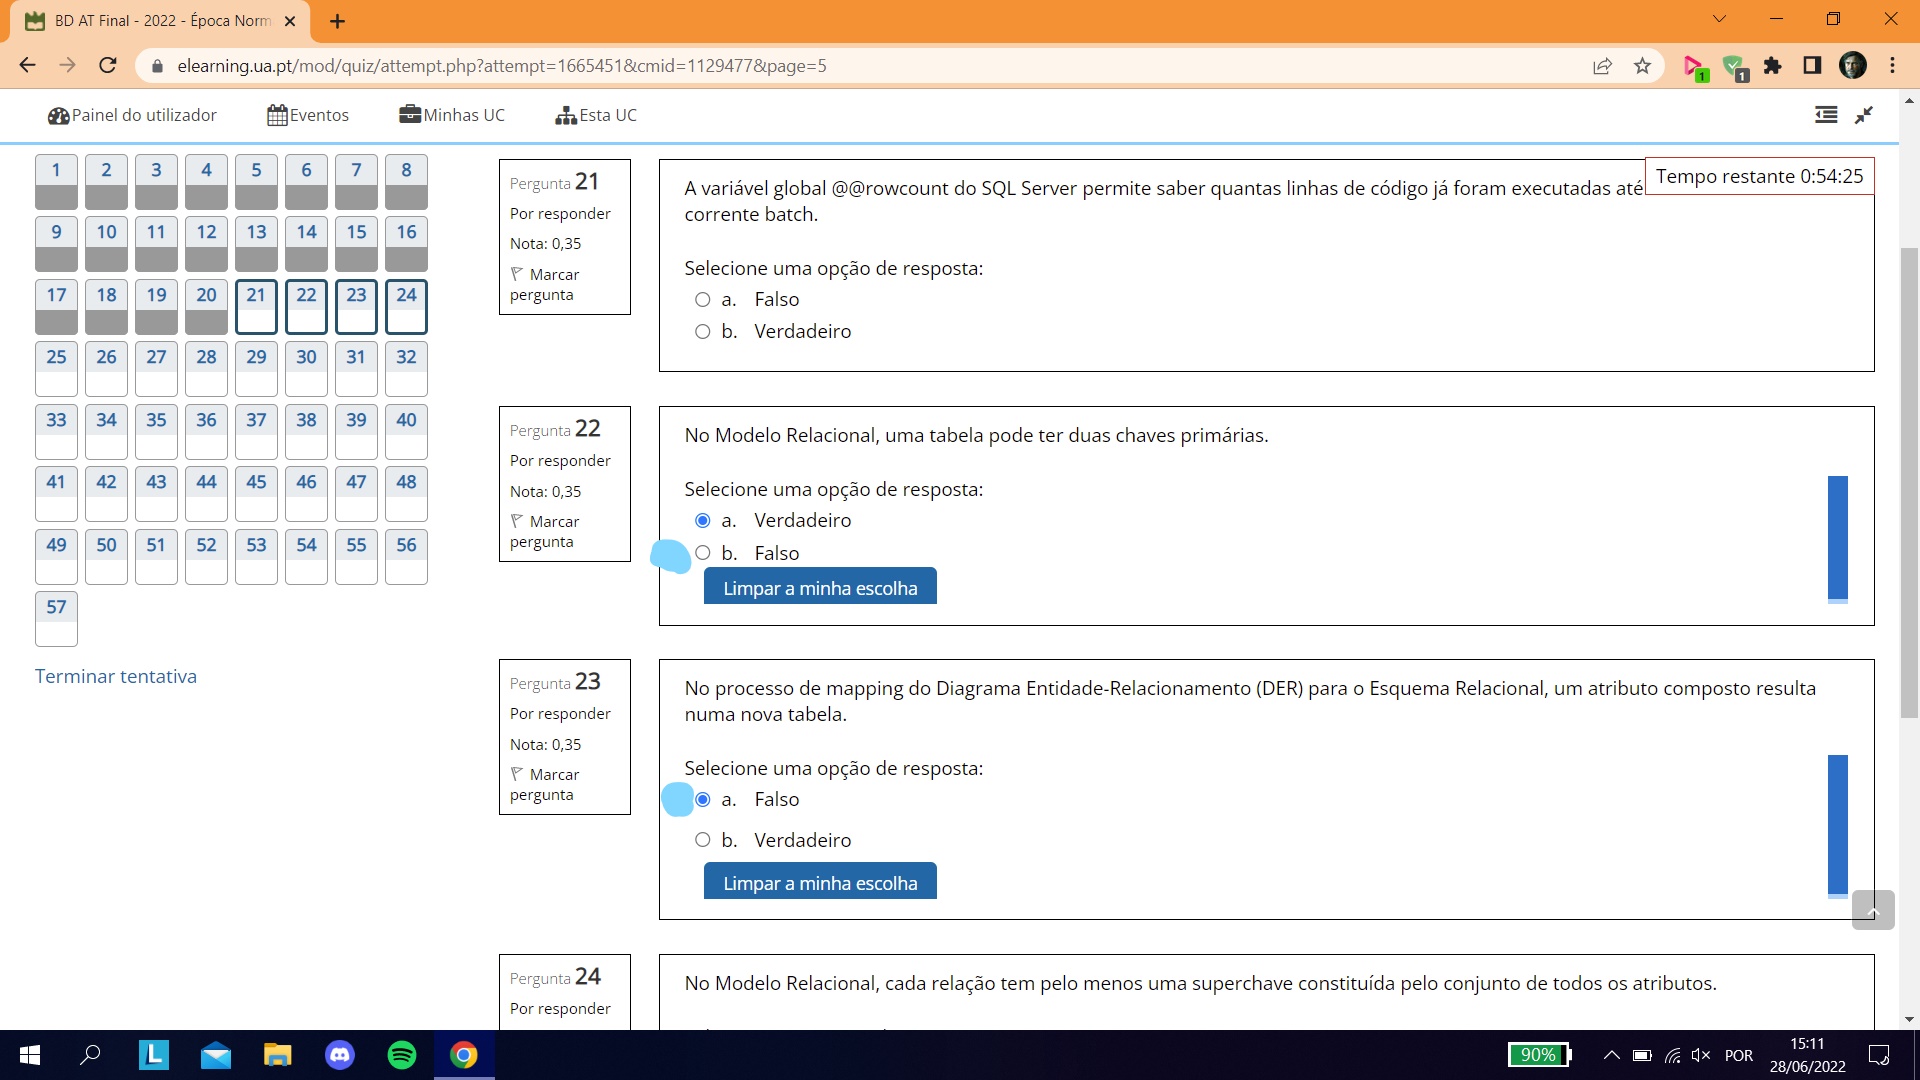 BD AT Final - 2022 - Época Norm
elearning.ua.pt/mod/quiz/attempt.php?attempt=1665451&cmid=1129477&page=5
1
1
Painel do utilizador
Eventos
Minhas UC
Esta UC
1 2 3 4 5 6 7 8
9 10 11 12 13 14 15 16
17 18 19 20 21 22 23 24
25 26 27 28 29 30 31 32
33 34 35 36 37 38 39 40
41 42 43 44 45 46 47 48
49 50 51 52 53 54 55 56
57
Terminar tentativa
Tempo restante 0:54:25
Pergunta 21
Por responder
Nota: 0,35
Marcar
pergunta
A variável global @@rowcount do SQL Server permite saber quantas linhas de código já foram executadas até
corrente batch.
Selecione uma opção de resposta:
a. Falso
b. Verdadeiro
Pergunta 22
Por responder
Nota: 0,35
Marcar
pergunta
No Modelo Relacional, uma tabela pode ter duas chaves primárias.
Selecione uma opção de resposta:
a. Verdadeiro
b. Falso
Limpar a minha escolha
Pergunta 23
Por responder
Nota: 0,35
Marcar
pergunta
No processo de mapping do Diagrama Entidade-Relacionamento (DER) para o Esquema Relacional, um atributo composto resulta
numa nova tabela.
Selecione uma opção de resposta:
a. Falso
b. Verdadeiro
Limpar a minha escolha
Pergunta 24
Por responder
No Modelo Relacional, cada relação tem pelo menos uma superchave constituída pelo conjunto de todos os atributos.
L
90%
POR
15:11
28/06/2022